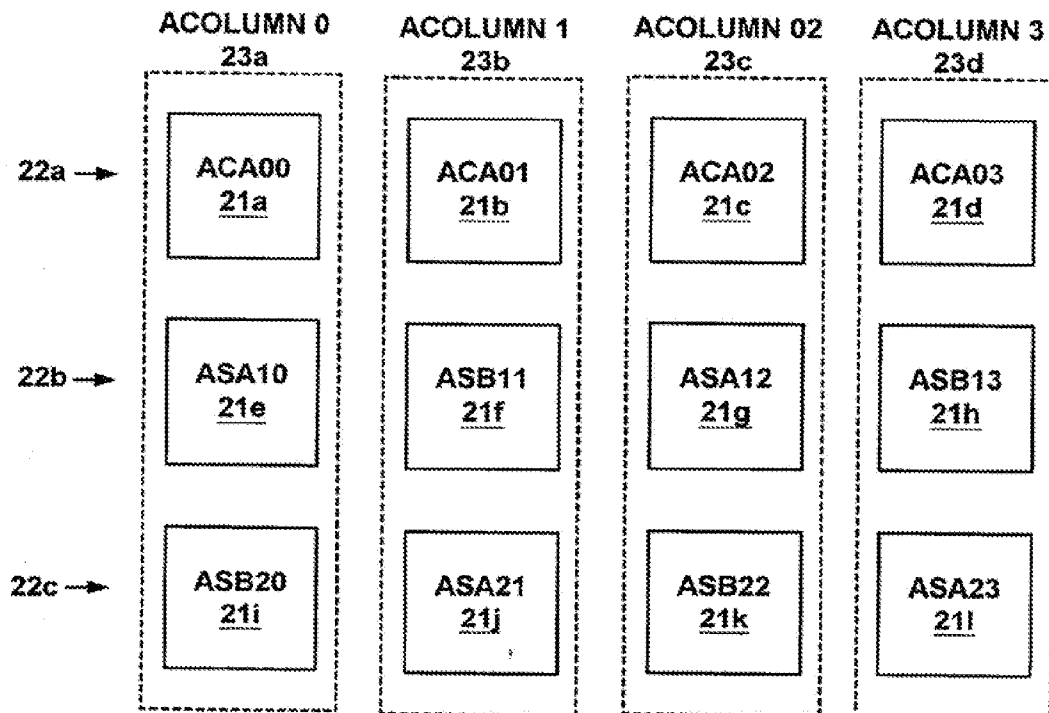 ACOLUMN 0 ACOLUMN 1 ACOLUMN 02 ACOLUMN 3
23a 23b 23c 23d
22a ACA00 ACA01 ACA02 ACA03
21a 21b 21c 21d
22b ASA10 ASB11 ASA12 ASB13
21e 21f 21g 21h
22c ASB20 ASA21 ASB22 ASA23
21i 21j 21k 21l